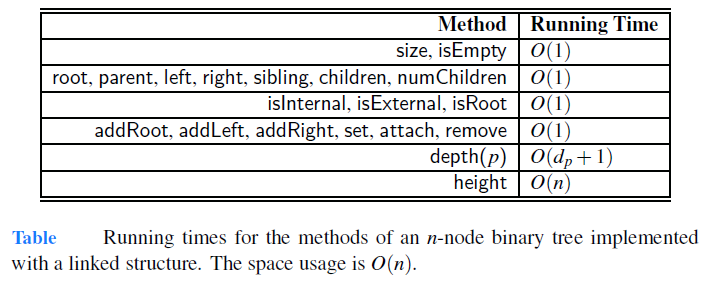 Method Running Time
size, isEmpty O(1)
root, parent, left, right, sibling, children, numChildren O(1)
isInternal, isExternal, isRoot O(1)
addRoot, addLeft, addRight, set, attach, remove O(1)
depth(p) O(dₚ + 1)
height O(n)
Table Running times for the methods of an n-node binary tree implemented
with a linked structure. The space usage is O(n).